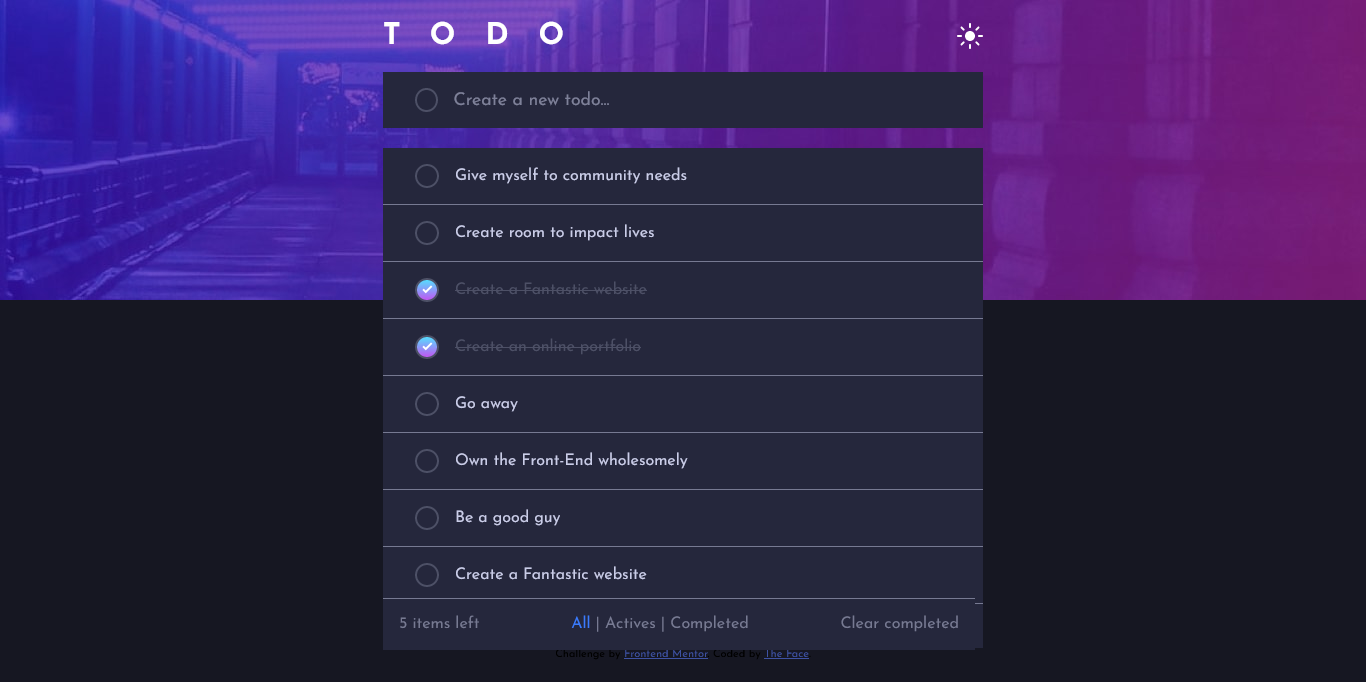 TODO
Create a new todo...
Give myself to community needs
Create room to impact lives
Create a Fantastic website
Create an online portfolio
Go away
Own the Front-End wholesomely
Be a good guy
Create a Fantastic website
5 items left All | Actives | Completed Clear completed
Challenge by Frontend Mentor. Coded by The Face